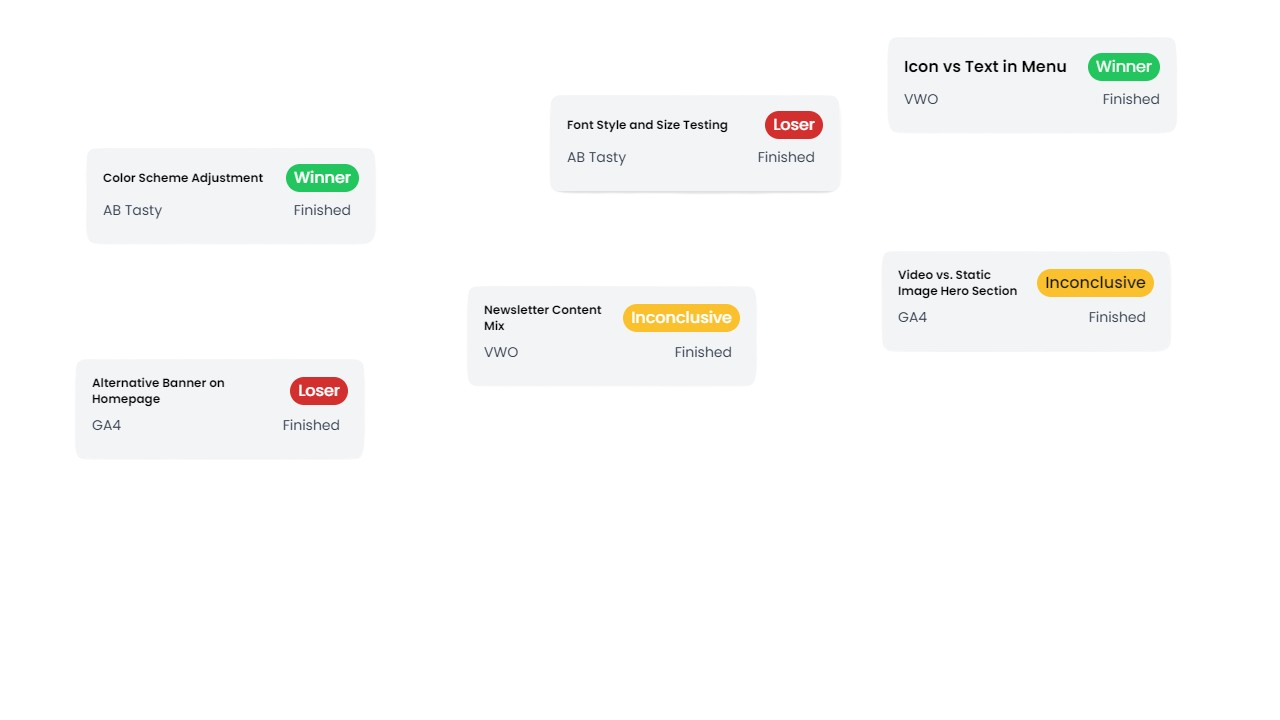 Icon vs Text in Menu Winner
VWO Finished
Font Style and Size Testing Loser
AB Tasty Finished
Color Scheme Adjustment Winner
AB Tasty Finished
Video vs. Static
Image Hero Section
Inconclusive
GA4 Finished
Newsletter Content
Mix
Inconclusive
VWO Finished
Alternative Banner on
Homepage
Loser
GA4 Finished